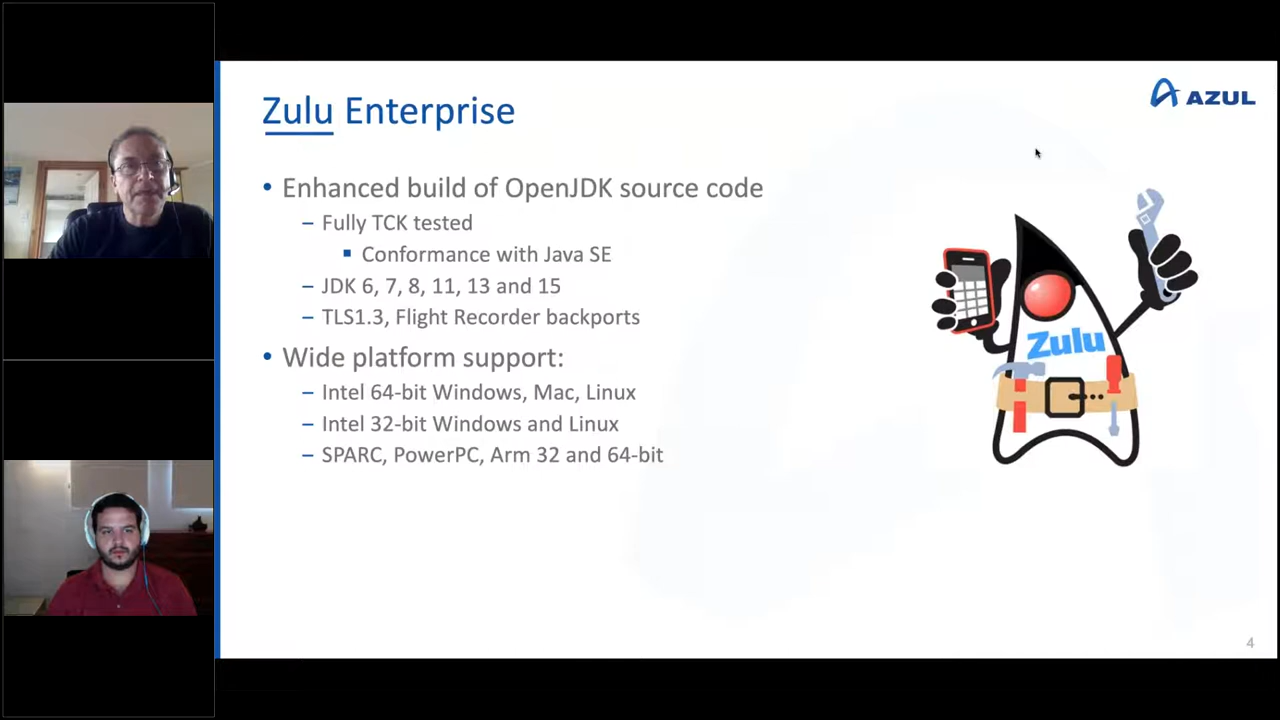 Zulu Enterprise
AZUL
• Enhanced build of OpenJDK source code
– Fully TCK tested
▪ Conformance with Java SE
– JDK 6, 7, 8, 11, 13 and 15
– TLS1.3, Flight Recorder backports
• Wide platform support:
– Intel 64-bit Windows, Mac, Linux
– Intel 32-bit Windows and Linux
– SPARC, PowerPC, Arm 32 and 64-bit
Zulu
4